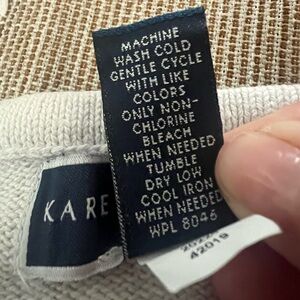 MACHINE
WASH COLD
GENTLE CYCLE
WITH LIKE
COLORS
ONLY NON-
CHLORINE
BLEACH
WHEN NEEDED
TUMBLE
DRY LOW
COOL IRON
WHEN NEEDED
WPL 8046
KARE
42019